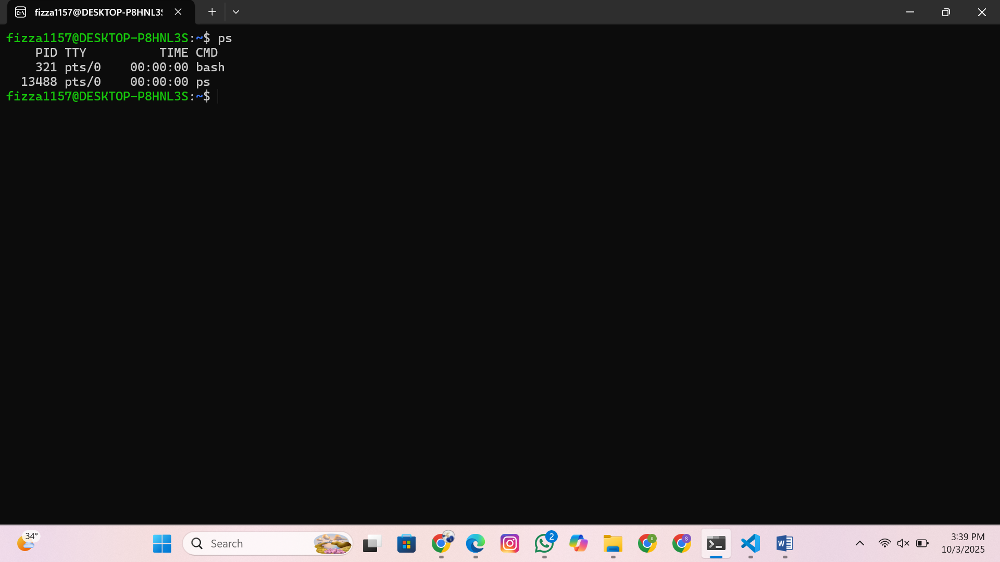 fizza1157@DESKTOP-P8HNL3S
fizza1157@DESKTOP-P8HNL3S:~$ ps
    PID TTY          TIME CMD
    321 pts/0    00:00:00 bash
  13488 pts/0    00:00:00 ps
fizza1157@DESKTOP-P8HNL3S:~$
34°
Search
2
S
S
3:39 PM
10/3/2025